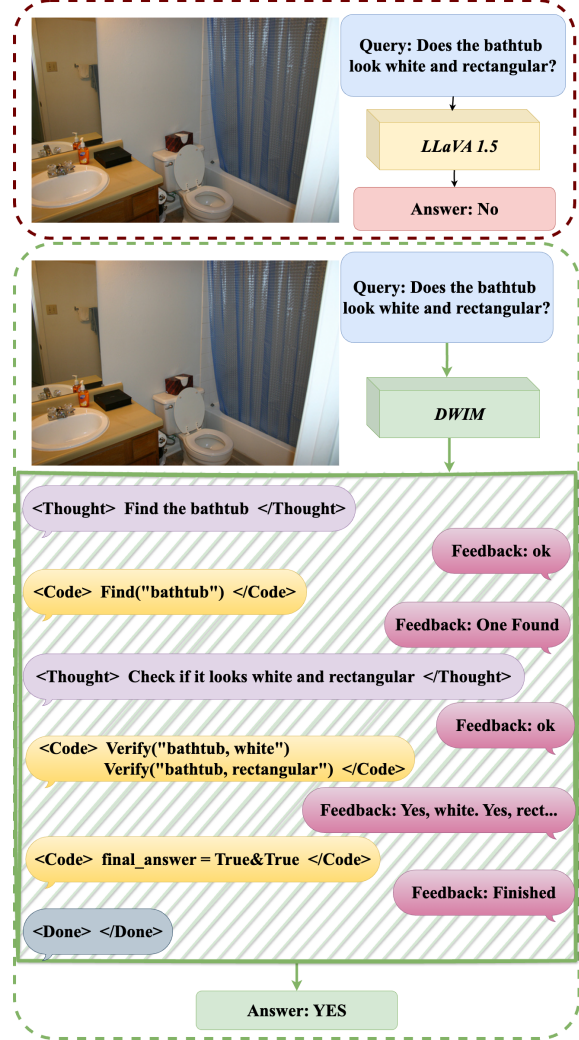 Query: Does the bathtub
look white and rectangular?
LLaVA 1.5
Answer: No
Query: Does the bathtub
look white and rectangular?
DWIM
<Thought> Find the bathtub </Thought>
Feedback: ok
<Code> Find("bathtub") </Code>
Feedback: One Found
<Thought> Check if it looks white and rectangular </Thought>
Feedback: ok
<Code> Verify("bathtub, white")
Verify("bathtub, rectangular") </Code>
Feedback: Yes, white. Yes, rect...
<Code> final_answer = True&True </Code>
Feedback: Finished
<Done> </Done>
Answer: YES